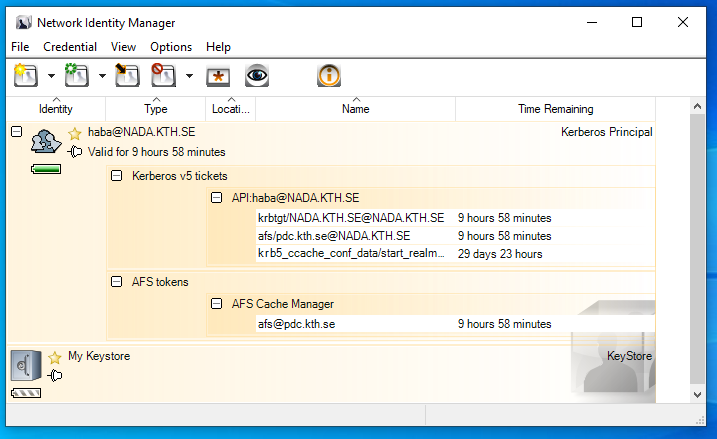 Network Identity Manager
File Credential View Options Help
Identity Type Locati... Name Time Remaining
haba@NADA.KTH.SE Kerberos Principal
Valid for 9 hours 58 minutes
Kerberos v5 tickets
API:haba@NADA.KTH.SE
krbtgt/NADA.KTH.SE@NADA.KTH.SE 9 hours 58 minutes
afs/pdc.kth.se@NADA.KTH.SE 9 hours 58 minutes
krb5_ccache_conf_data/start_realm... 29 days 23 hours
AFS tokens
AFS Cache Manager
afs@pdc.kth.se 9 hours 58 minutes
My Keystore KeyStore